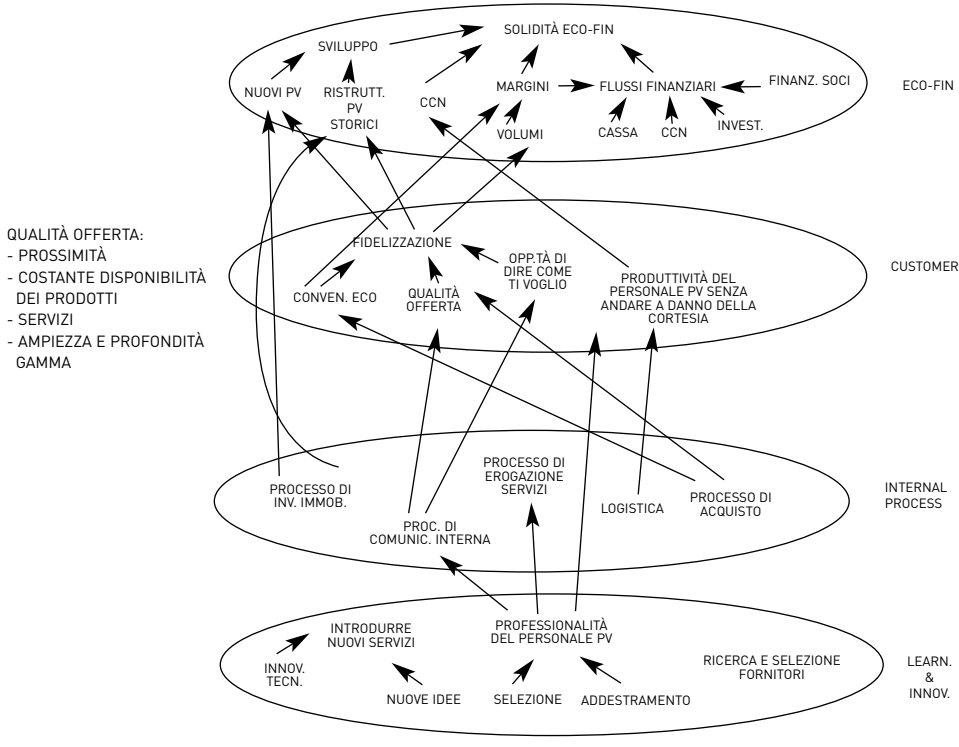 SOLIDITÀ ECO-FIN
SVILUPPO
NUOVI PV
RISTRUTT.
PV
STORICI
CCN
MARGINI
FLUSSI FINANZIARI
FINANZ. SOCI
ECO-FIN
VOLUMI
CASSA
CCN
INVEST.
QUALITÀ OFFERTA:
- PROSSIMITÀ
- COSTANTE DISPONIBILITÀ
DEI PRODOTTI
- SERVIZI
- AMPIEZZA E PROFONDITÀ
GAMMA
FIDELIZZAZIONE
OPP.TÀ DI
DIRE COME
TI VOGLIO
CONVEN. ECO
QUALITÀ
OFFERTA
PRODUTTIVITÀ DEL
PERSONALE PV SENZA
ANDARE A DANNO DELLA
CORTESIA
CUSTOMER
PROCESSO DI
INV. IMMOB.
PROC. DI
COMUNIC. INTERNA
PROCESSO DI
EROGAZIONE
SERVIZI
LOGISTICA
PROCESSO DI
ACQUISTO
INTERNAL
PROCESS
INTRODURRE
NUOVI SERVIZI
INNOV.
TECN.
NUOVE IDEE
PROFESSIONALITÀ
DEL PERSONALE PV
SELEZIONE
ADDESTRAMENTO
RICERCA E SELEZIONE
FORNITORI
LEARN.
&
INNOV.